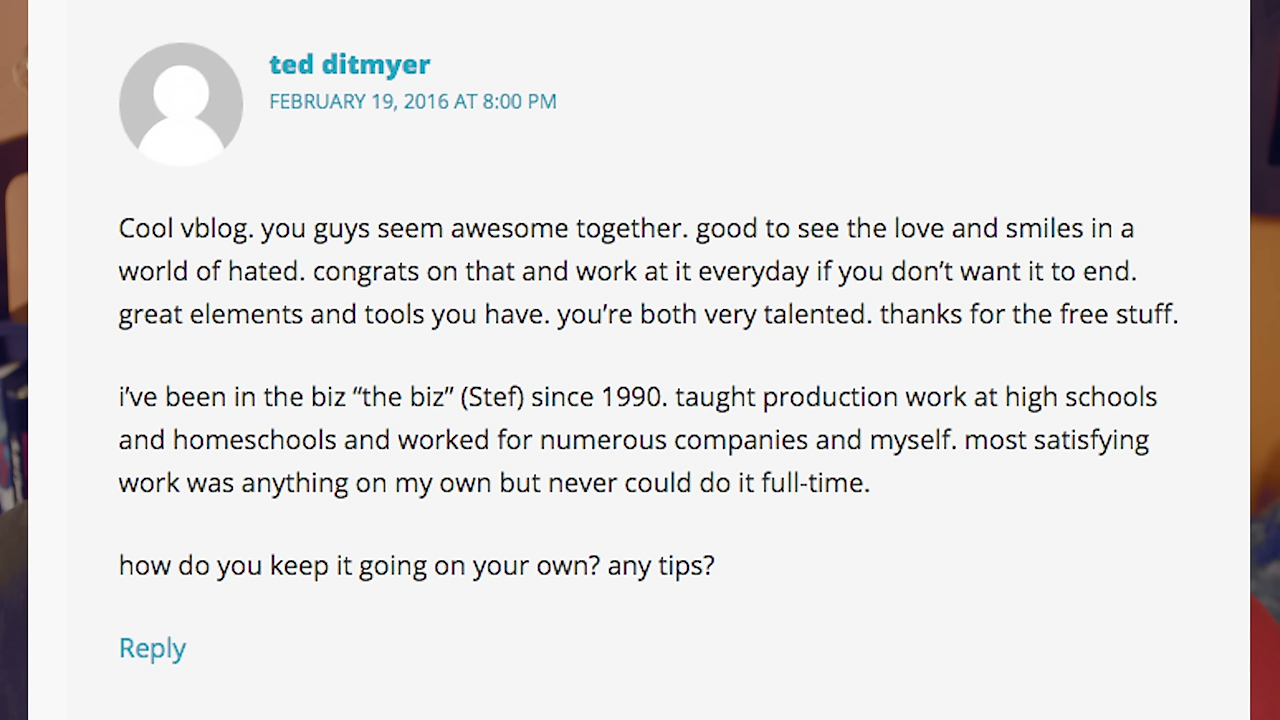 ted ditmyer
FEBRUARY 19, 2016 AT 8:00 PM
Cool vblog. you guys seem awesome together. good to see the love and smiles in a
world of hated. congrats on that and work at it everyday if you don’t want it to end.
great elements and tools you have. you’re both very talented. thanks for the free stuff.
i’ve been in the biz “the biz” (Stef) since 1990. taught production work at high schools
and homeschools and worked for numerous companies and myself. most satisfying
work was anything on my own but never could do it full-time.
how do you keep it going on your own? any tips?
Reply